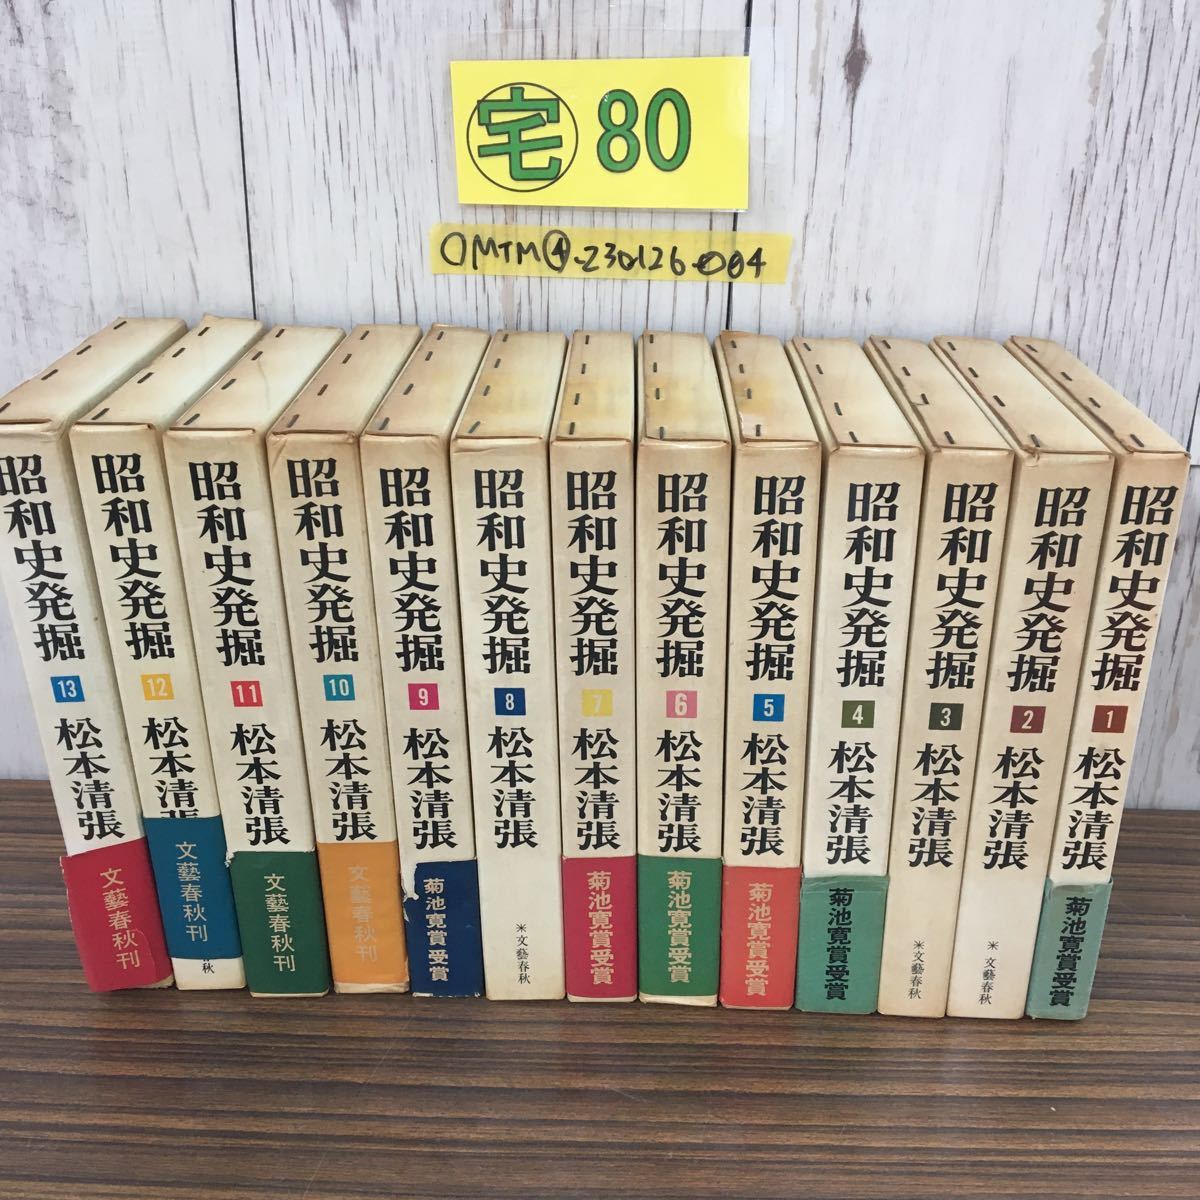 宅80
OMTM④-230126-004
昭和史発掘 13 松本清張 文藝春秋刊
昭和史発掘 12 松本清張 文藝春秋刊 春秋
昭和史発掘 11 松本清張 文藝春秋刊
昭和史発掘 10 松本清張 文藝春秋刊
昭和史発掘 9 松本清張 菊池寛賞受賞
昭和史発掘 8 松本清張 文藝春秋
昭和史発掘 7 松本清張 菊池寛賞受賞
昭和史発掘 6 松本清張 菊池寛賞受賞
昭和史発掘 5 松本清張 菊池寛賞受賞
昭和史発掘 4 松本清張 菊池寛賞受賞
昭和史発掘 3 松本清張 文藝春秋
昭和史発掘 2 松本清張 文藝春秋
昭和史発掘 1 松本清張 菊池寛賞受賞